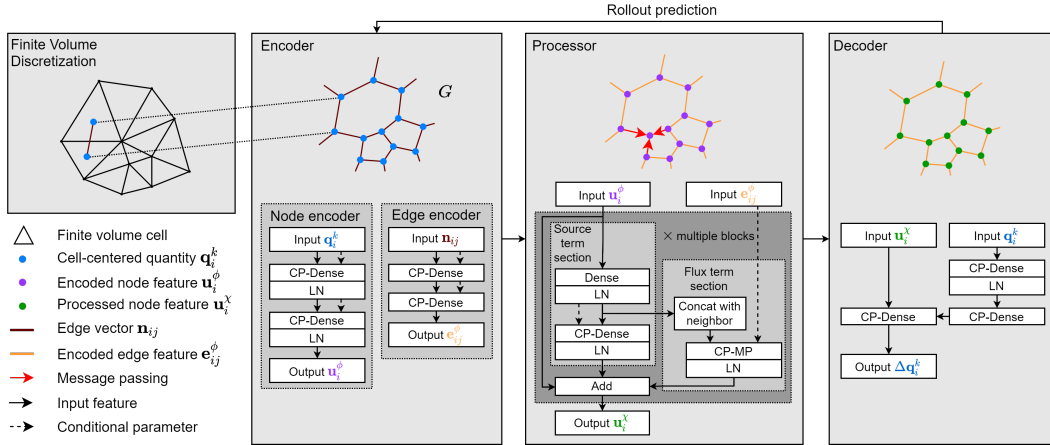 Rollout prediction
Finite Volume
Discretization
Finite volume cell
Cell-centered quantity q_i^k
Encoded node feature u_i^ϕ
Processed node feature u_i^χ
Edge vector n_ij
Encoded edge feature e_ij^ϕ
Message passing
Input feature
Conditional parameter
Encoder
G
Node encoder
Input q_i^k
CP-Dense
LN
CP-Dense
LN
Output u_i^ϕ
Edge encoder
Input n_ij
CP-Dense
CP-Dense
Output e_ij^ϕ
Processor
Input u_i^ϕ
Input e_ij^ϕ
× multiple blocks
Source
term
section
Dense
LN
CP-Dense
LN
Flux term
section
Concat with
neighbor
CP-MP
LN
Add
Output u_i^χ
Decoder
Input u_i^χ
Input q_i^k
CP-Dense
LN
CP-Dense
CP-Dense
Output Δq_i^k